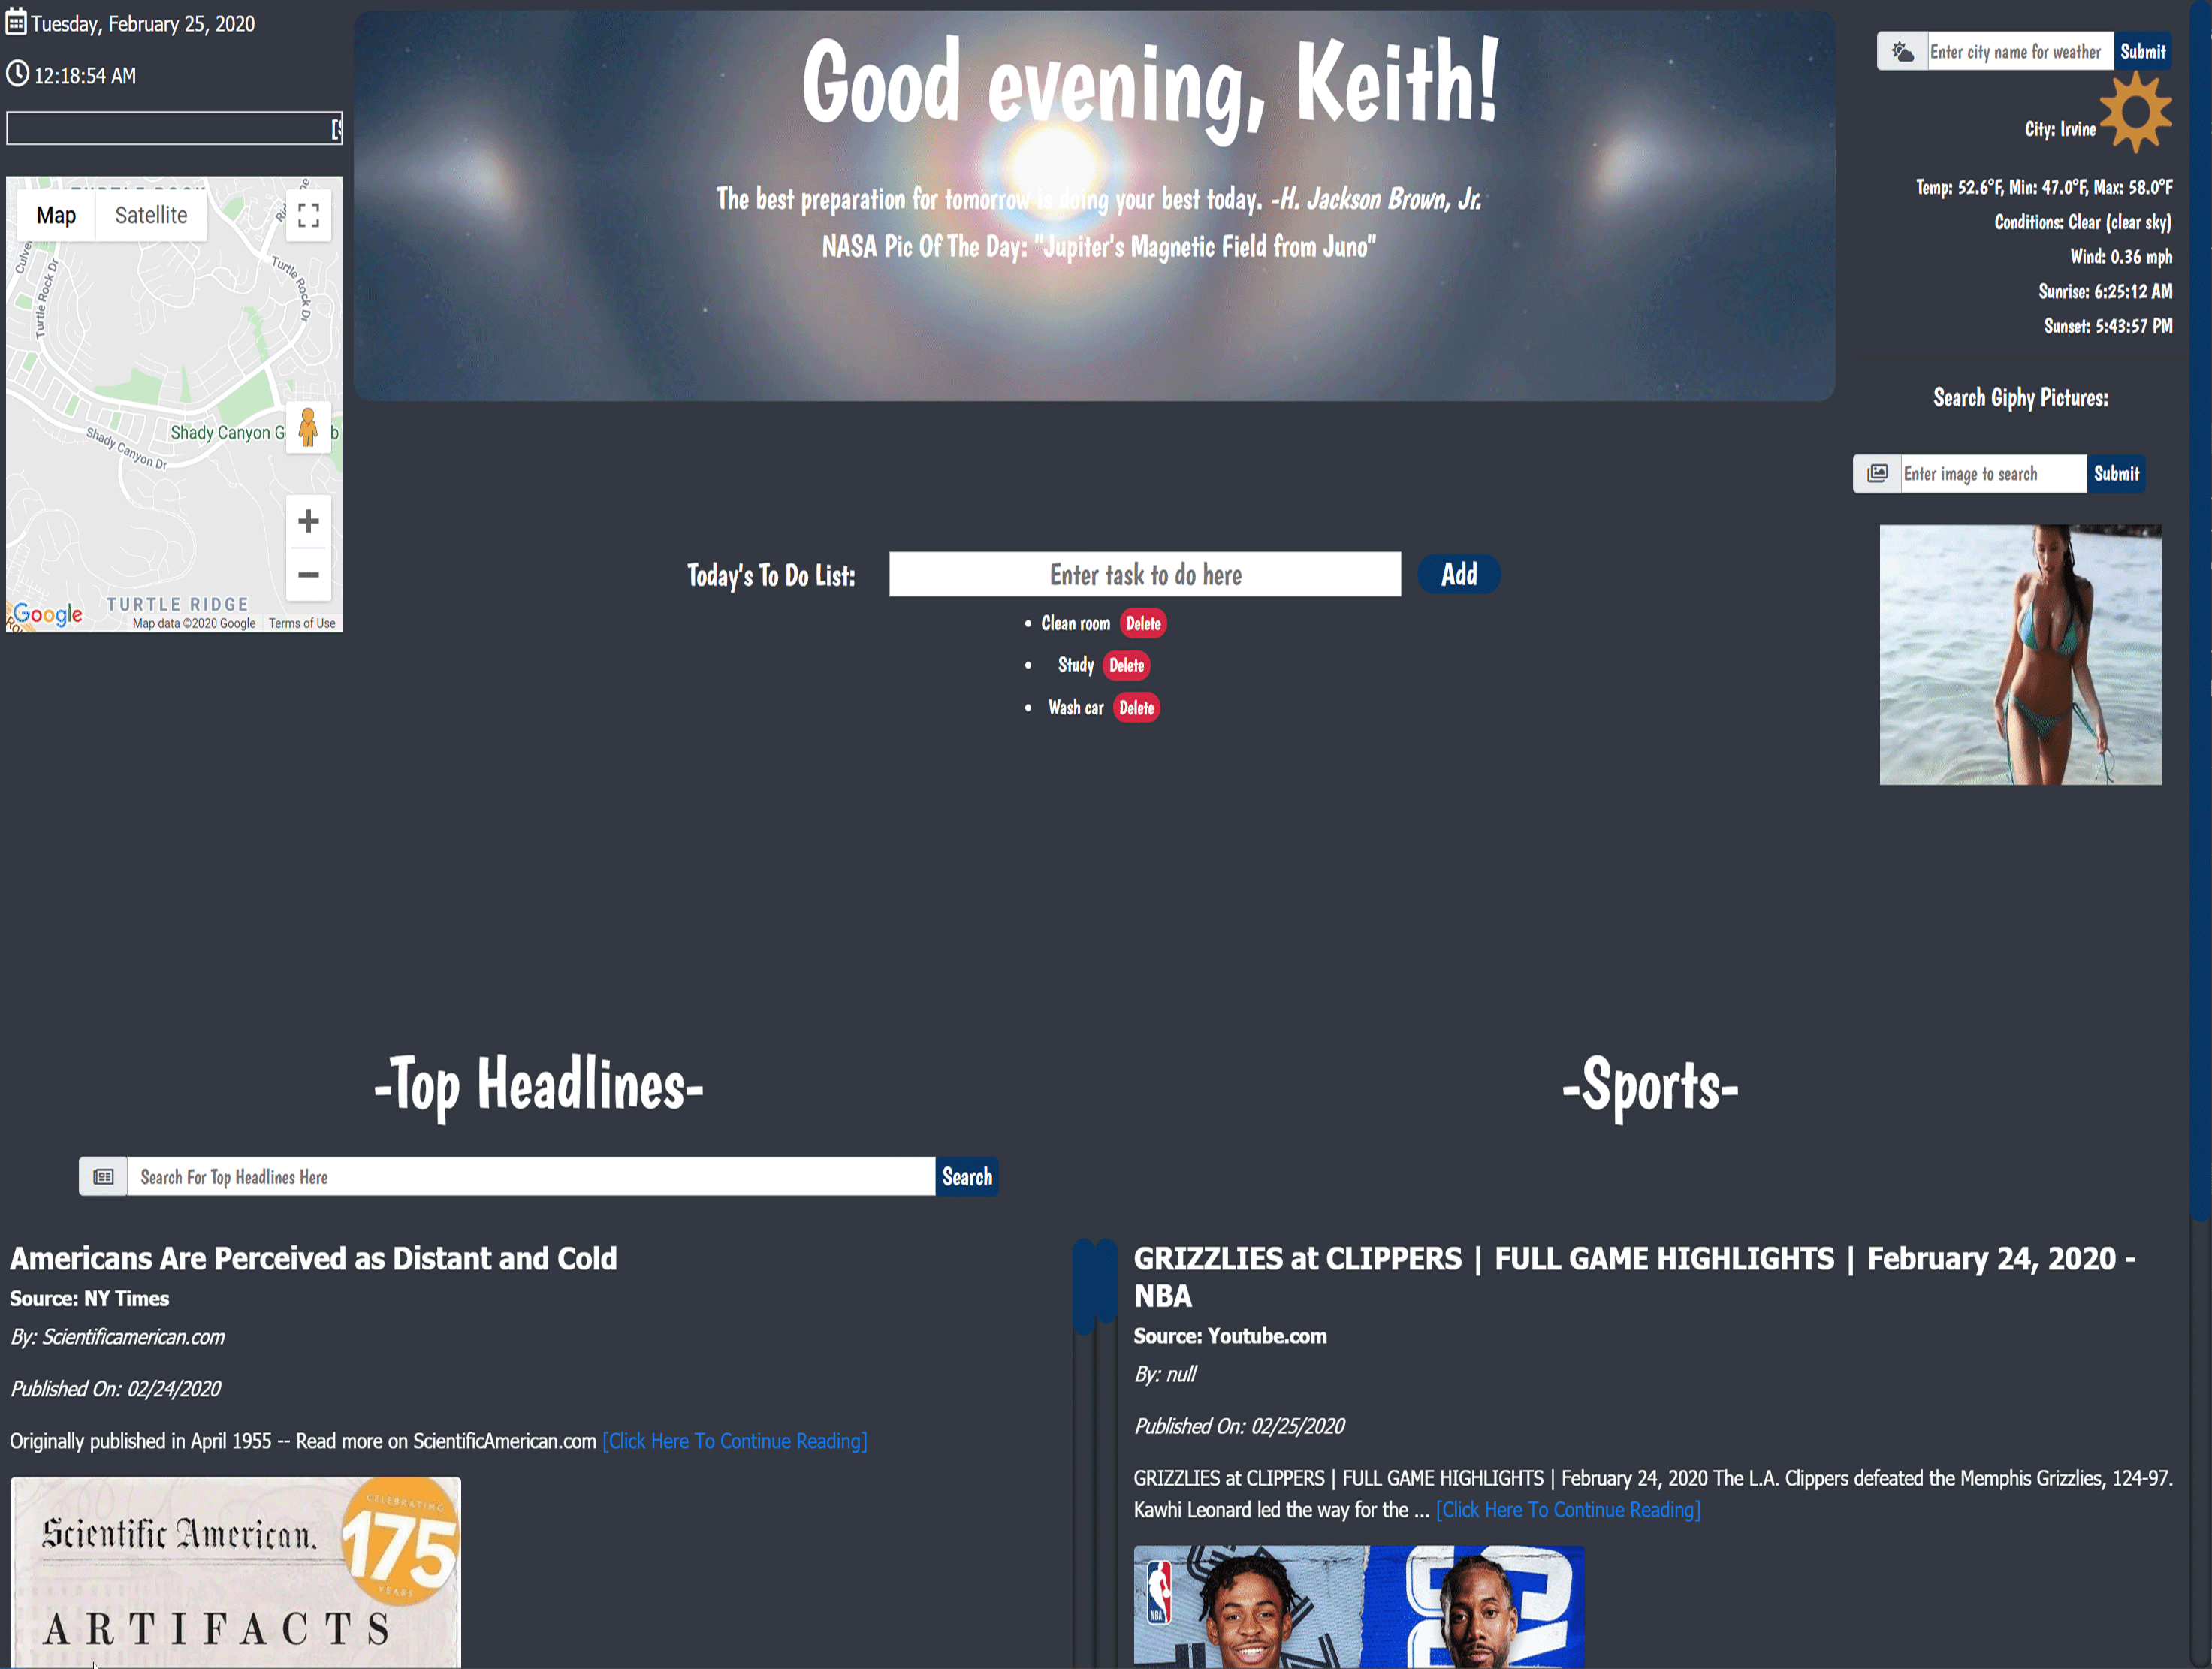 Tuesday, February 25, 2020
12:18:54 AM
Good evening, Keith!
The best preparation for tomorrow is doing your best today. -H. Jackson Brown, Jr.
NASA Pic Of The Day: "Jupiter's Magnetic Field from Juno"
Map
Satellite
Turtle Rock Dr
Turtle Rock Dr
Shady Canyon Dr
Shady Canyon G
b
TURTLE RIDGE
Google
Map data ©2020 Google
Terms of Use
Enter city name for weather
Submit
City: Irvine
Temp: 52.6°F, Min: 47.0°F, Max: 58.0°F
Conditions: Clear (clear sky)
Wind: 0.36 mph
Sunrise: 6:25:12 AM
Sunset: 5:43:57 PM
Search Giphy Pictures:
Enter image to search
Submit
Today's To Do List:
Enter task to do here
Add
• Clean room Delete
• Study Delete
• Wash car Delete
-Top Headlines-
Search For Top Headlines Here
Search
Americans Are Perceived as Distant and Cold
Source: NY Times
By: Scientificamerican.com
Published On: 02/24/2020
Originally published in April 1955 -- Read more on ScientificAmerican.com [Click Here To Continue Reading]
Scientific American.
CELEBRATING
175
YEARS
ARTIFACTS
-Sports-
GRIZZLIES at CLIPPERS | FULL GAME HIGHLIGHTS | February 24, 2020 -
NBA
Source: Youtube.com
By: null
Published On: 02/25/2020
GRIZZLIES at CLIPPERS | FULL GAME HIGHLIGHTS | February 24, 2020 The L.A. Clippers defeated the Memphis Grizzlies, 124-97.
Kawhi Leonard led the way for the ... [Click Here To Continue Reading]
NBA